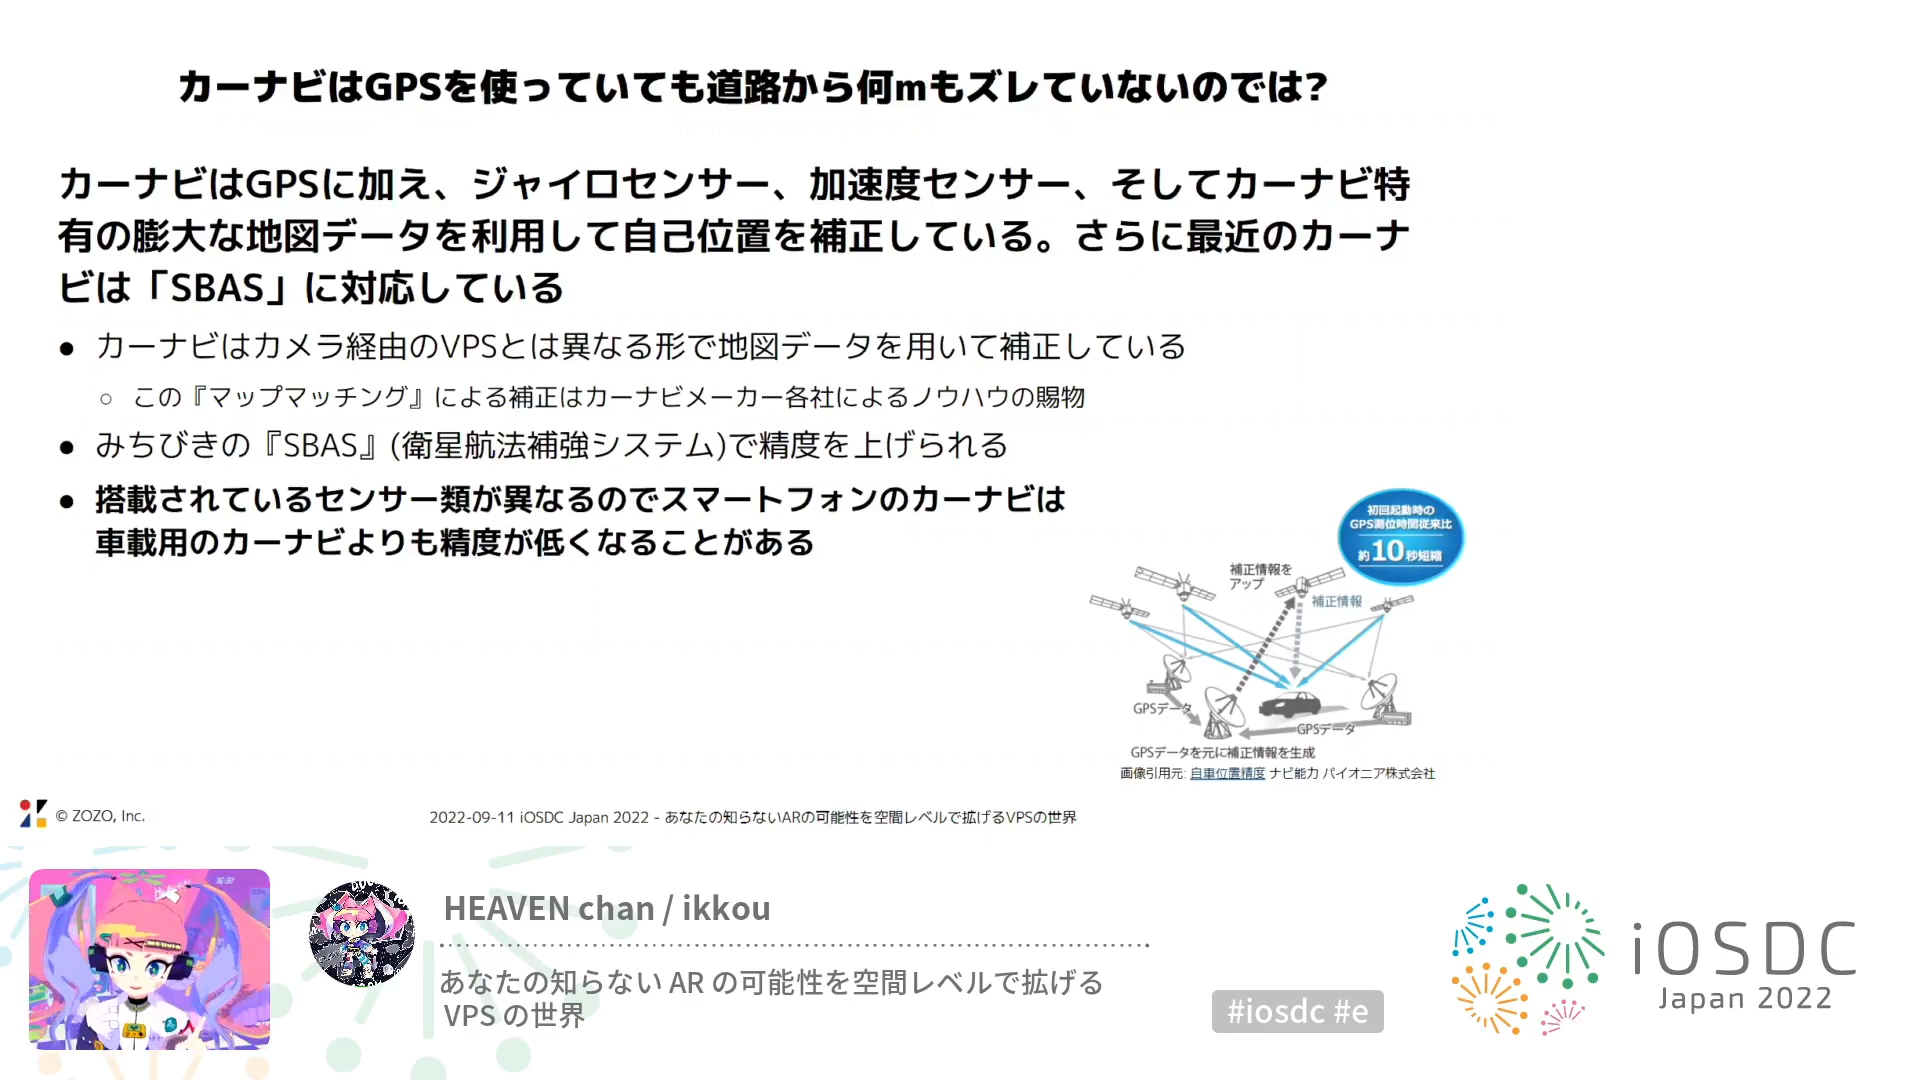 カーナビはGPSを使っていても道路から何mもズレていないのでは?
カーナビはGPSに加え、ジャイロセンサー、加速度センサー、そしてカーナビ特
有の膨大な地図データを利用して自己位置を補正している。さらに最近のカーナ
ビは「SBAS」に対応している
● カーナビはカメラ経由のVPSとは異なる形で地図データを用いて補正している
○ この『マップマッチング』による補正はカーナビメーカー各社によるノウハウの賜物
● みちびきの『SBAS』(衛星航法補強システム)で精度を上げられる
● 搭載されているセンサー類が異なるのでスマートフォンのカーナビは
車載用のカーナビよりも精度が低くなることがある
初回起動時の
GPS測位時間従来比
約10秒短縮
補正情報を
アップ
補正情報
GPSデータ
GPSデータ
GPSデータを元に補正情報を生成
画像引用元: 自車位置精度 ナビ能力 パイオニア株式会社
© ZOZO, Inc.
2022-09-11 iOSDC Japan 2022 - あなたの知らないARの可能性を空間レベルで拡げるVPSの世界
HEAVEN chan / ikkou
あなたの知らない AR の可能性を空間レベルで拡げる
VPS の世界
#iosdc #e
iOSDC
Japan 2022